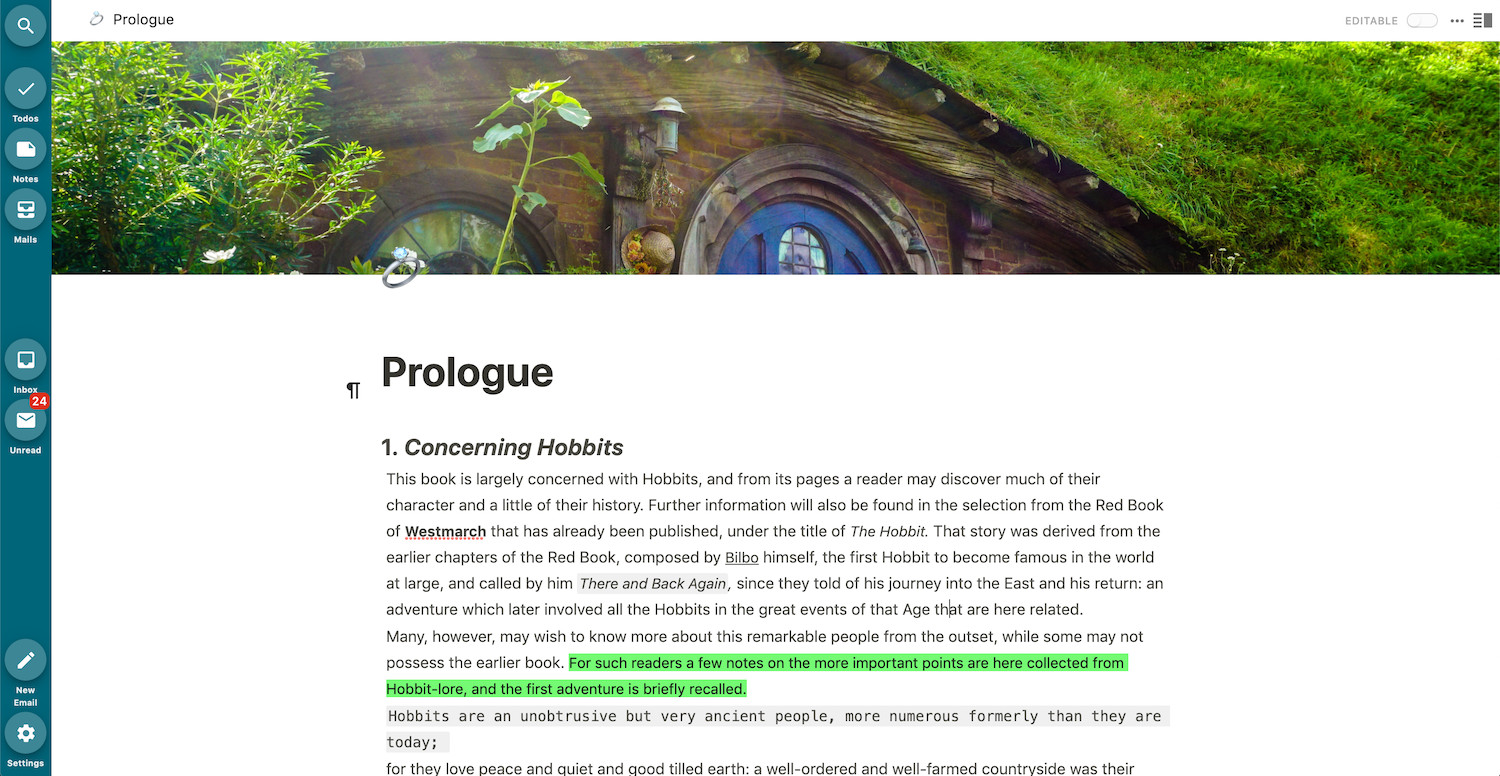 Prologue
EDITABLE
Todos
Notes
Mails
Inbox
24
Unread
New
Email
Settings
Prologue
1. Concerning Hobbits
This book is largely concerned with Hobbits, and from its pages a reader may discover much of their
character and a little of their history. Further information will also be found in the selection from the Red Book
of Westmarch that has already been published, under the title of The Hobbit. That story was derived from the
earlier chapters of the Red Book, composed by Bilbo himself, the first Hobbit to become famous in the world
at large, and called by him There and Back Again, since they told of his journey into the East and his return: an
adventure which later involved all the Hobbits in the great events of that Age that are here related.
Many, however, may wish to know more about this remarkable people from the outset, while some may not
possess the earlier book. For such readers a few notes on the more important points are here collected from
Hobbit-lore, and the first adventure is briefly recalled.
Hobbits are an unobtrusive but very ancient people, more numerous formerly than they are
today;
for they love peace and quiet and good tilled earth: a well-ordered and well-farmed countryside was their